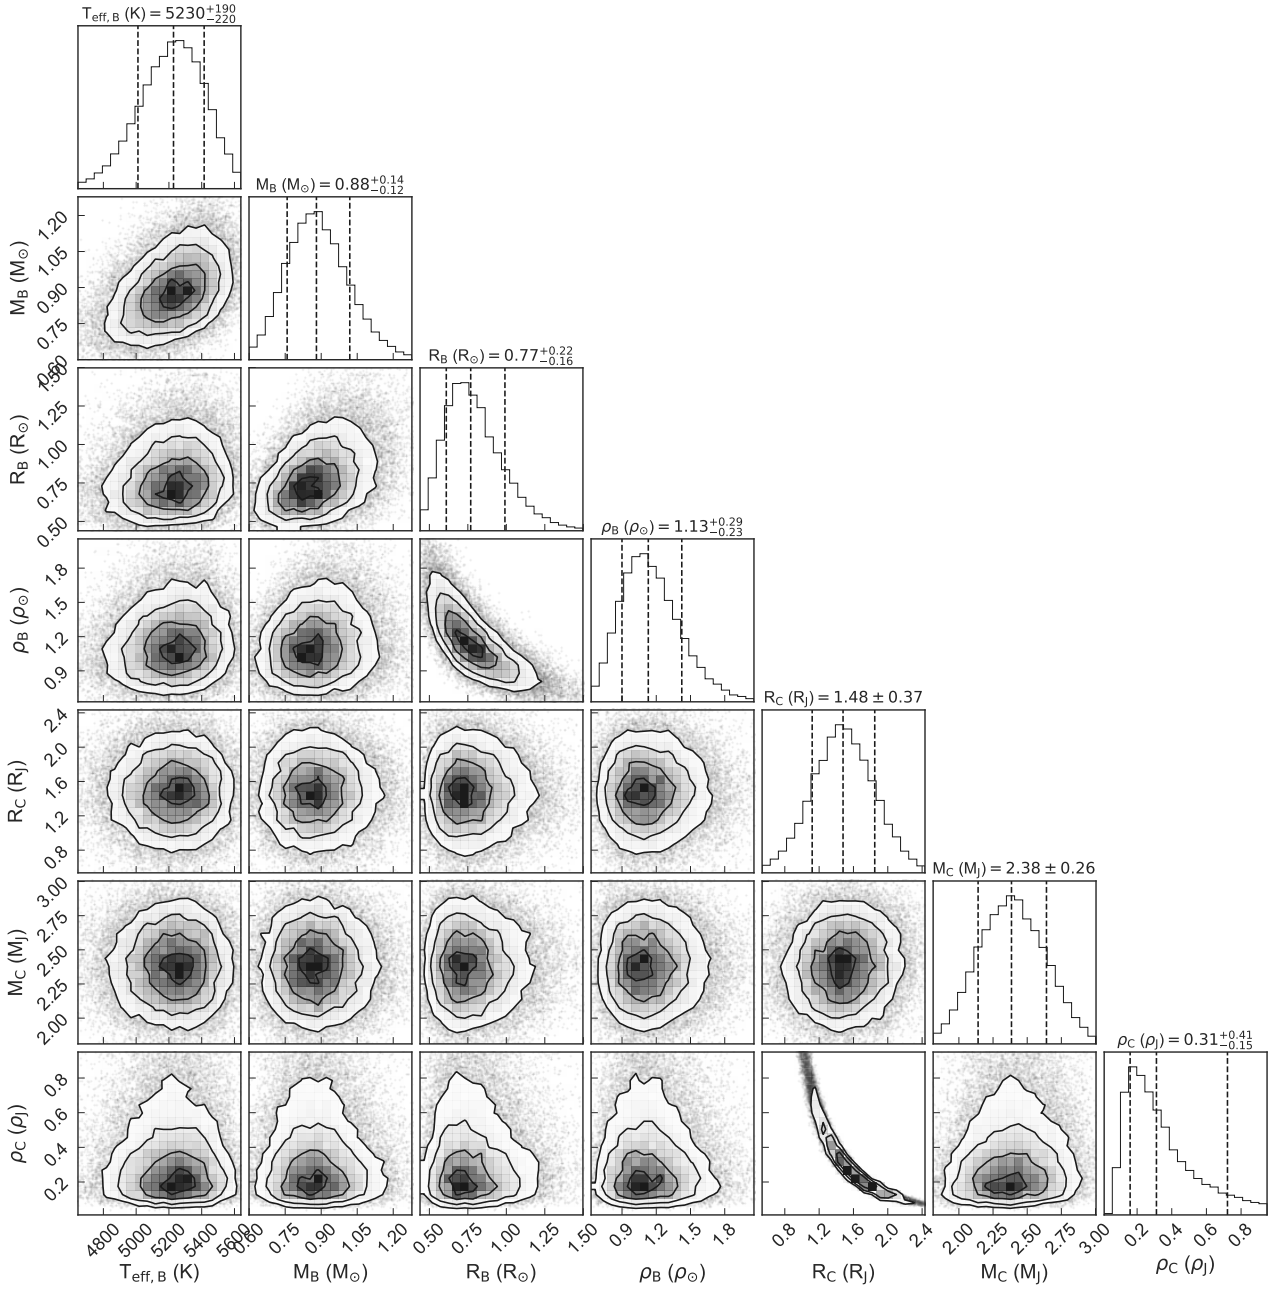 T_eff, B (K) = 5230 +190 −220
M_B (M_⊙) = 0.88 +0.14 −0.12
1.20
1.05
0.90
0.75
0.60
M_B (M_⊙)
R_B (R_⊙) = 0.77 +0.22 −0.16
1.50
1.25
1.00
0.75
0.50
R_B (R_⊙)
ρ_B (ρ_⊙) = 1.13 +0.29 −0.23
1.8
1.5
1.2
0.9
ρ_B (ρ_⊙)
R_C (R_J) = 1.48 ± 0.37
2.4
2.0
1.6
1.2
0.8
R_C (R_J)
M_C (M_J) = 2.38 ± 0.26
3.00
2.75
2.50
2.25
2.00
M_C (M_J)
ρ_C (ρ_J) = 0.31 +0.41 −0.15
0.8
0.6
0.4
0.2
ρ_C (ρ_J)
4800 5000 5200 5400 5600 0.60 0.75 0.90 1.05 1.20 0.50 0.75 1.00 1.25 1.50 0.9 1.2 1.5 1.8 0.8 1.2 1.6 2.0 2.4 2.00 2.25 2.50 2.75 3.00 0.2 0.4 0.6 0.8
T_eff, B (K) M_B (M_⊙) R_B (R_⊙) ρ_B (ρ_⊙) R_C (R_J) M_C (M_J) ρ_C (ρ_J)